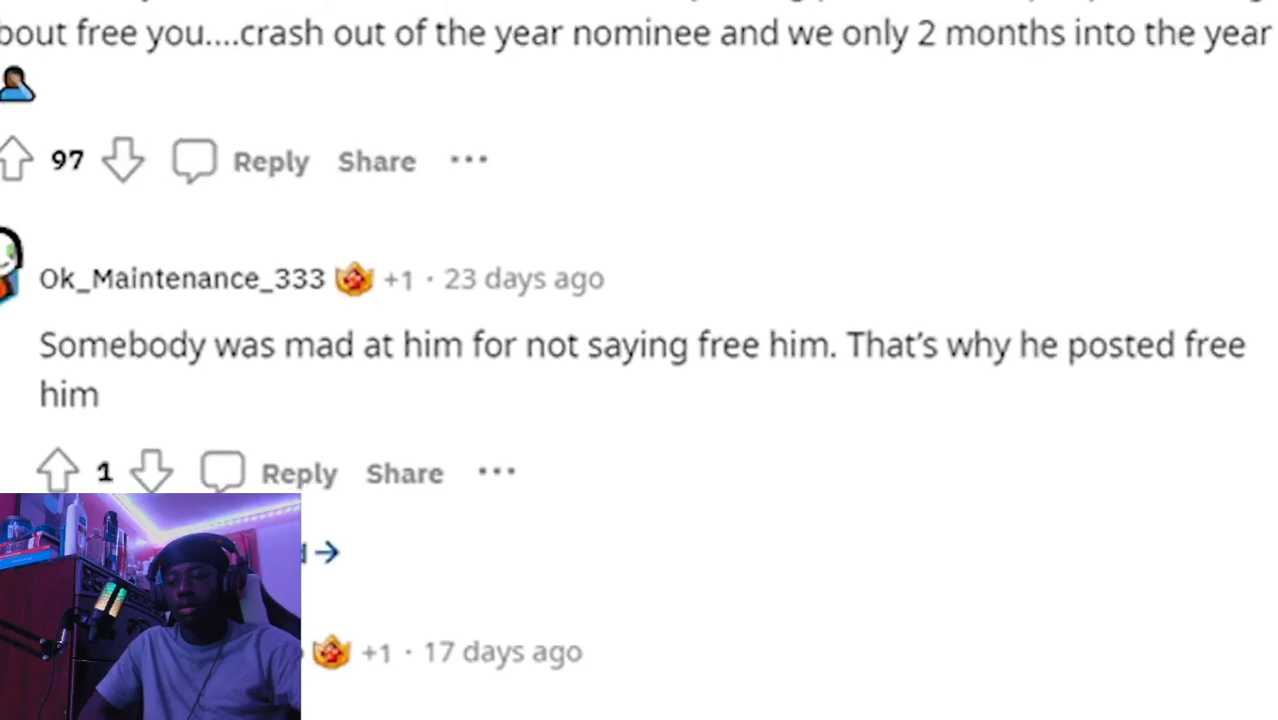 bout free you....crash out of the year nominee and we only 2 months into the year
97 Reply Share ...
Ok_Maintenance_333 +1 · 23 days ago
Somebody was mad at him for not saying free him. That's why he posted free
him
1 Reply Share ...
+1 · 17 days ago